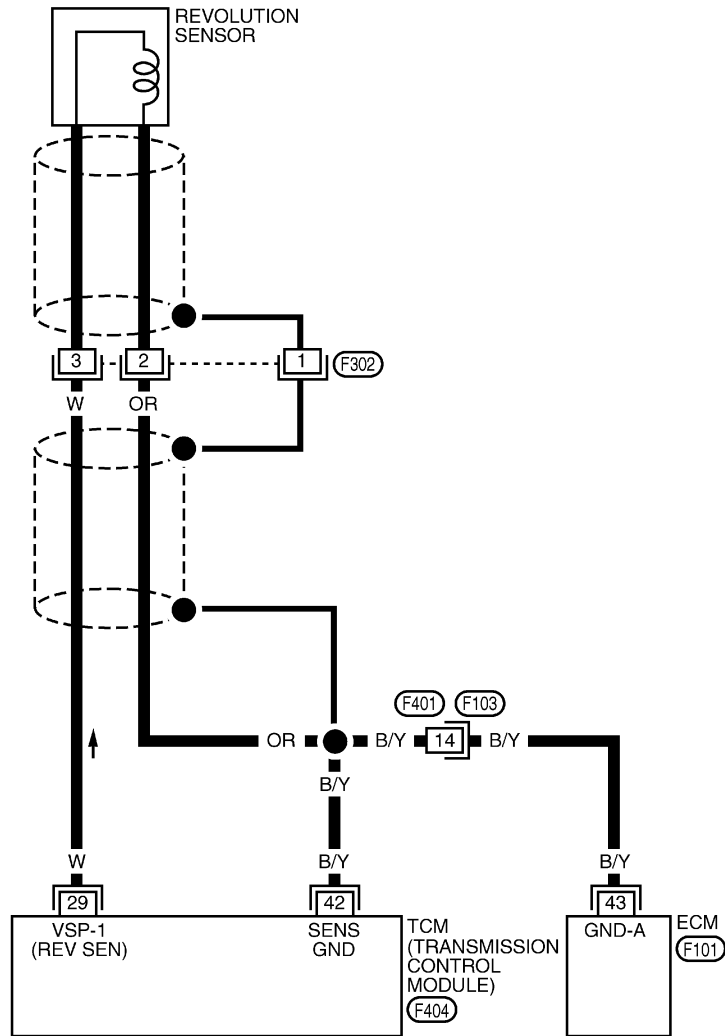 REVOLUTION
SENSOR
3
2
1
F302
W
OR
F401
F103
OR
B/Y
14
B/Y
B/Y
W
B/Y
B/Y
29
42
43
VSP-1
(REV SEN)
SENS
GND
TCM
(TRANSMISSION
CONTROL
MODULE)
F404
GND-A
ECM
F101